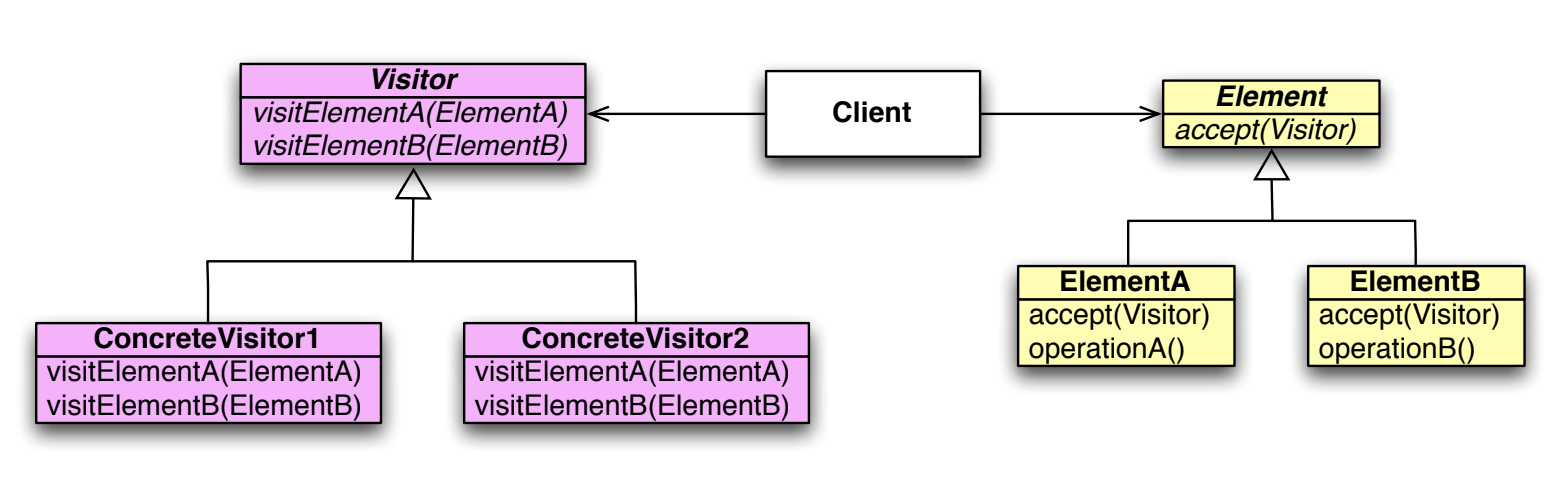 Visitor
visitElementA(ElementA)
visitElementB(ElementB)
Client
Element
accept(Visitor)
ConcreteVisitor1
visitElementA(ElementA)
visitElementB(ElementB)
ConcreteVisitor2
visitElementA(ElementA)
visitElementB(ElementB)
ElementA
accept(Visitor)
operationA()
ElementB
accept(Visitor)
operationB()